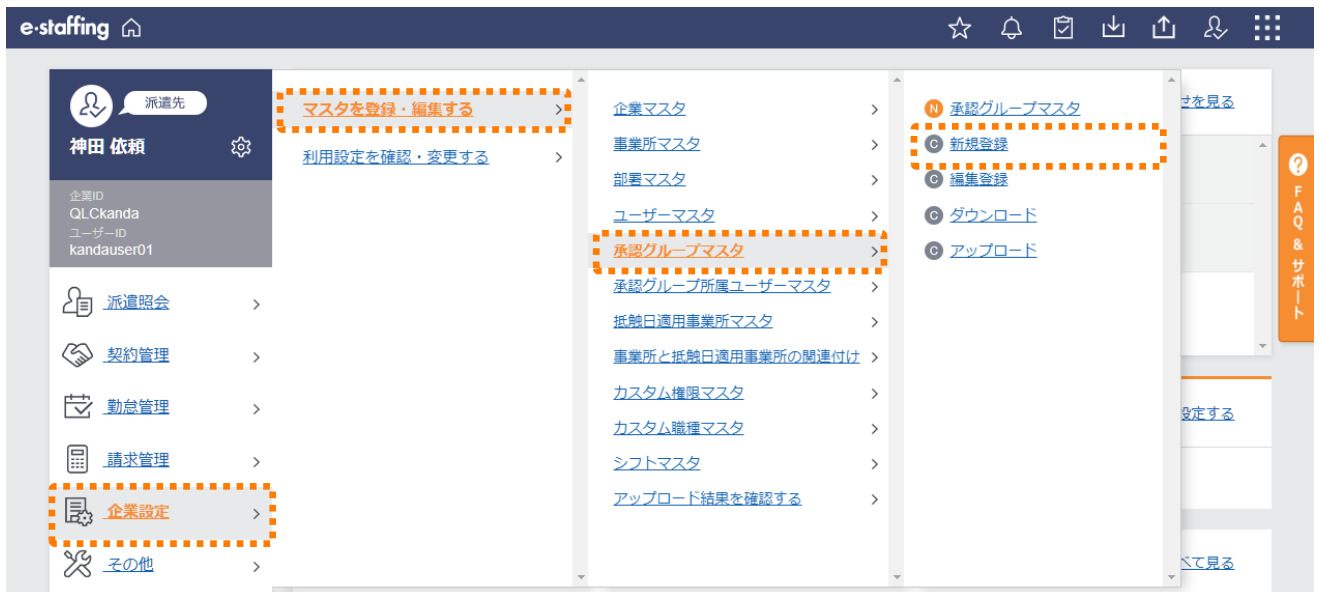 e-staffing
派遣先
神田 依頼
企業ID
QLCkanda
ユーザーID
kandauser01
派遣照会
契約管理
勤怠管理
請求管理
企業設定
その他
マスタを登録・編集する
利用設定を確認・変更する
企業マスタ
事業所マスタ
部署マスタ
ユーザーマスタ
承認グループマスタ
承認グループ所属ユーザーマスタ
抵触日適用事業所マスタ
事業所と抵触日適用事業所の関連付け
カスタム権限マスタ
カスタム職種マスタ
シフトマスタ
アップロード結果を確認する
N 承認グループマスタ
C 新規登録
C 編集登録
C ダウンロード
C アップロード
せを見る
設定する
べて見る
? FAQ & サポート